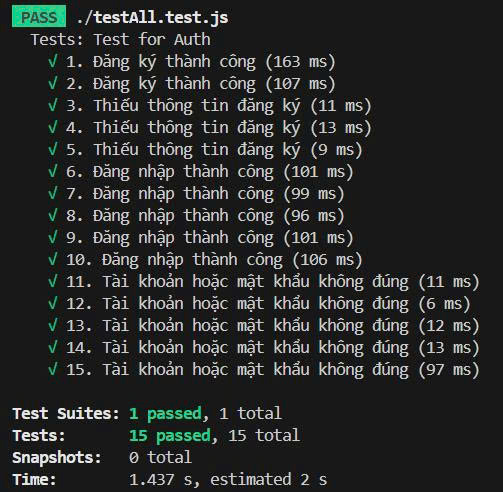 PASS ./testAll.test.js
Tests: Test for Auth
√ 1. Đăng ký thành công (163 ms)
√ 2. Đăng ký thành công (107 ms)
√ 3. Thiếu thông tin đăng ký (11 ms)
√ 4. Thiếu thông tin đăng ký (13 ms)
√ 5. Thiếu thông tin đăng ký (9 ms)
√ 6. Đăng nhập thành công (101 ms)
√ 7. Đăng nhập thành công (99 ms)
√ 8. Đăng nhập thành công (96 ms)
√ 9. Đăng nhập thành công (101 ms)
√ 10. Đăng nhập thành công (106 ms)
√ 11. Tài khoản hoặc mật khẩu không đúng (11 ms)
√ 12. Tài khoản hoặc mật khẩu không đúng (6 ms)
√ 13. Tài khoản hoặc mật khẩu không đúng (12 ms)
√ 14. Tài khoản hoặc mật khẩu không đúng (13 ms)
√ 15. Tài khoản hoặc mật khẩu không đúng (97 ms)
Test Suites: 1 passed, 1 total
Tests: 15 passed, 15 total
Snapshots: 0 total
Time: 1.437 s, estimated 2 s